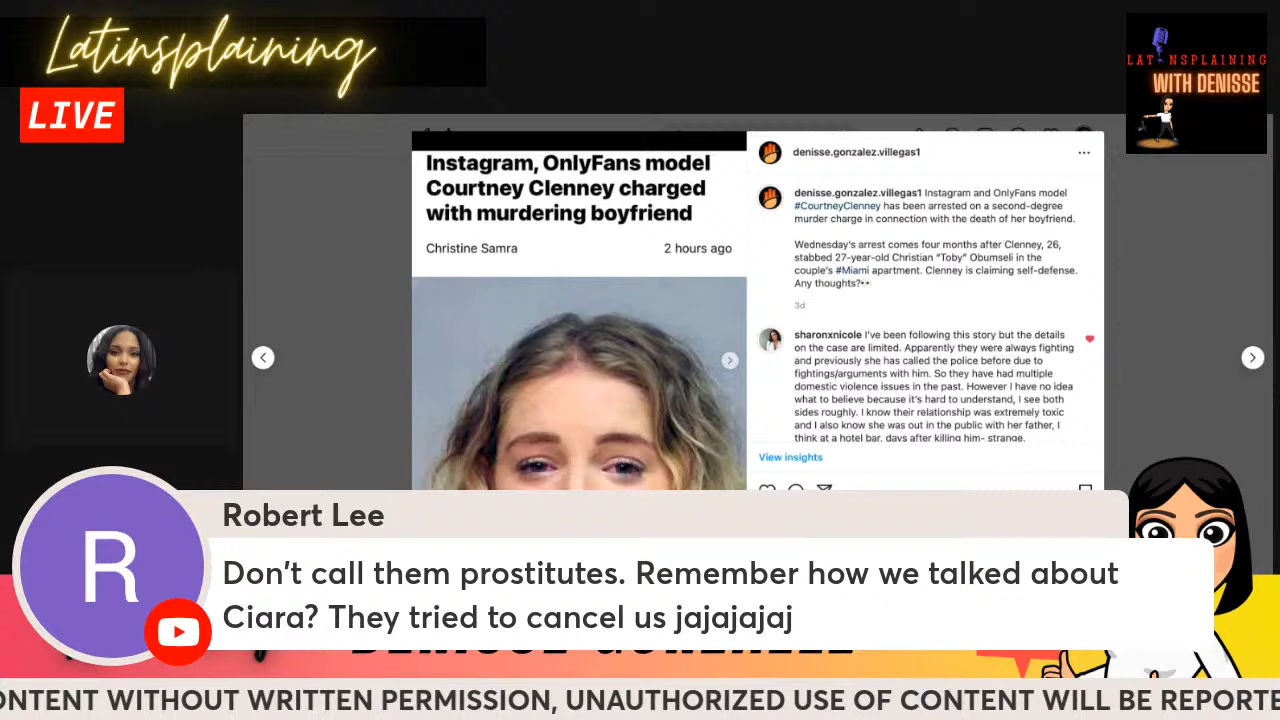 Latinsplaining
LIVE
LATINSPLAINING
WITH DENISSE
Instagram, OnlyFans model
Courtney Clenney charged
with murdering boyfriend
Christine Samra 2 hours ago
denisse.gonzalez.villegas1
denisse.gonzalez.villegas1 Instagram and OnlyFans model
#CourtneyClenney has been arrested on a second-degree
murder charge in connection with the death of her boyfriend.
Wednesday's arrest comes four months after Clenney, 26,
stabbed 27-year-old Christian "Toby" Obumseli in the
couple's #Miami apartment. Clenney is claiming self-defense.
Any thoughts?👀
3d
sharonxnicole I've been following this story but the details
on the case are limited. Apparently they were always fighting
and previously she has called the police before due to
fightings/arguments with him. So they have had multiple
domestic violence issues in the past. However I have no idea
what to believe because it's hard to understand, I see both
sides roughly. I know their relationship was extremely toxic
and I also know she was out in the public with her father, I
think at a hotel bar, days after killing him- strange.
View insights
R
Robert Lee
Don't call them prostitutes. Remember how we talked about
Ciara? They tried to cancel us jajajajaj
ONTENT WITHOUT WRITTEN PERMISSION, UNAUTHORIZED USE OF CONTENT WILL BE REPORTE